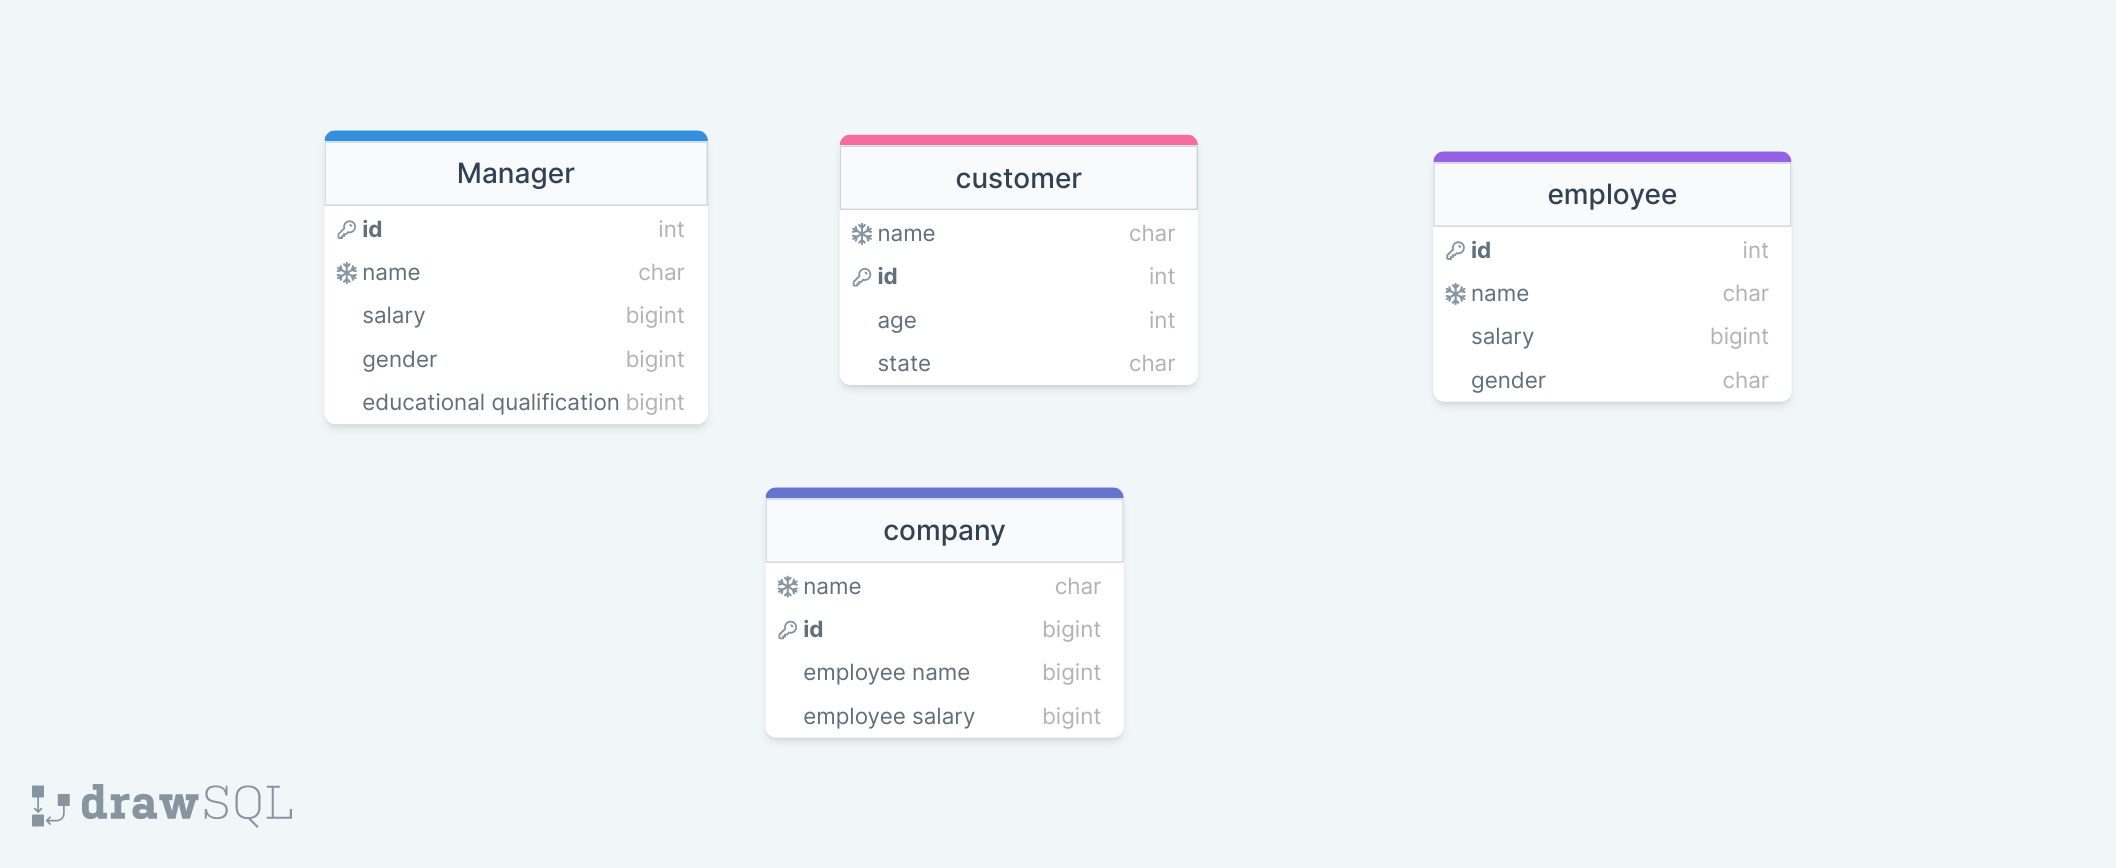 Manager
id int
name char
salary bigint
gender bigint
educational qualification bigint
customer
name char
id int
age int
state char
employee
id int
name char
salary bigint
gender char
company
name char
id bigint
employee name bigint
employee salary bigint
drawSQL